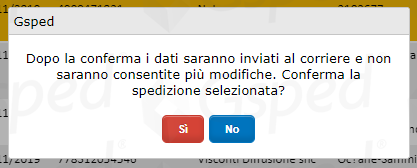 Gsped
Dopo la conferma i dati saranno inviati al corriere e non
saranno consentite più modifiche. Conferma la
spedizione selezionata?
Sì No